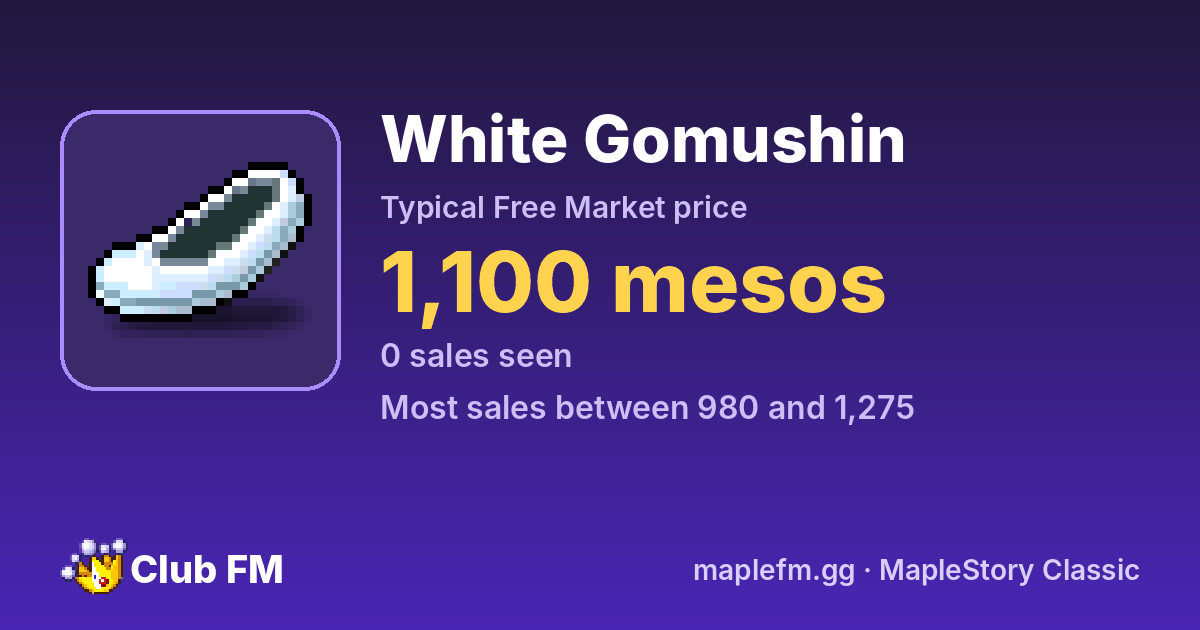 White Gomushin
Typical Free Market price
1,100 mesos
0 sales seen
Most sales between 980 and 1,275
Club FM
maplefm.gg · MapleStory Classic